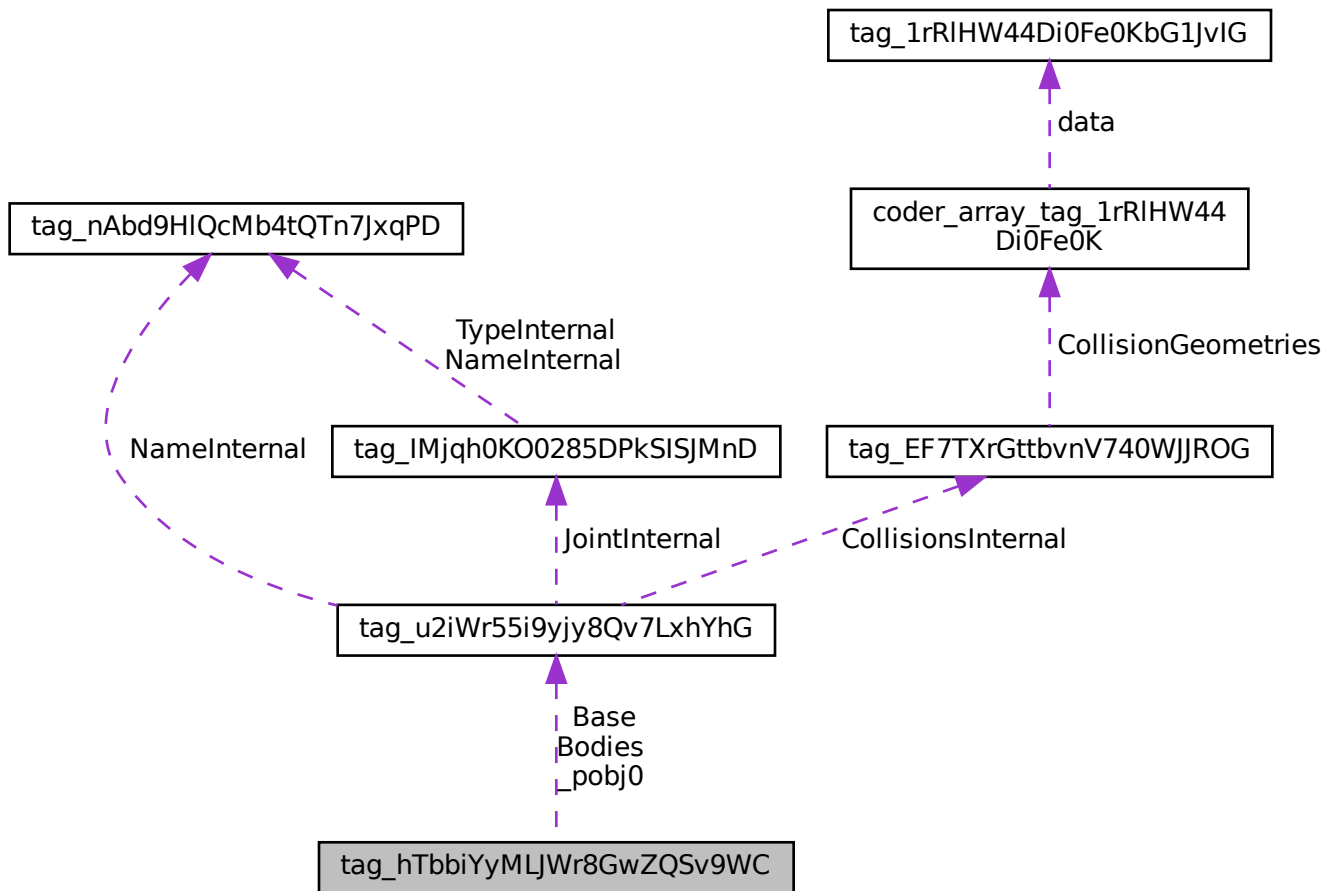 tag_1rRlHW44Di0Fe0KbG1JvIG
data
tag_nAbd9HlQcMb4tQTn7JxqPD
coder_array_tag_1rRlHW44
Di0Fe0K
TypeInternal
NameInternal
CollisionGeometries
NameInternal
tag_IMjqh0KO0285DPkSISJMnD
tag_EF7TXrGttbvnV740WJJROG
JointInternal
CollisionsInternal
tag_u2iWr55i9yjy8Qv7LxhYhG
Base
Bodies
_pobj0
tag_hTbbiYyMLJWr8GwZQSv9WC